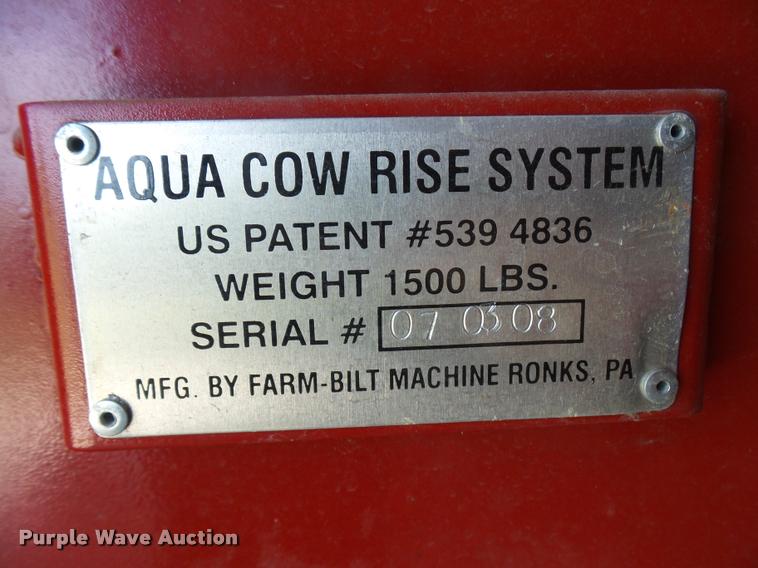 AQUA COW RISE SYSTEM
US PATENT #539 4836
WEIGHT 1500 LBS.
SERIAL # 07 0308
MFG. BY FARM-BILT MACHINE RONKS, PA
Purple Wave Auction